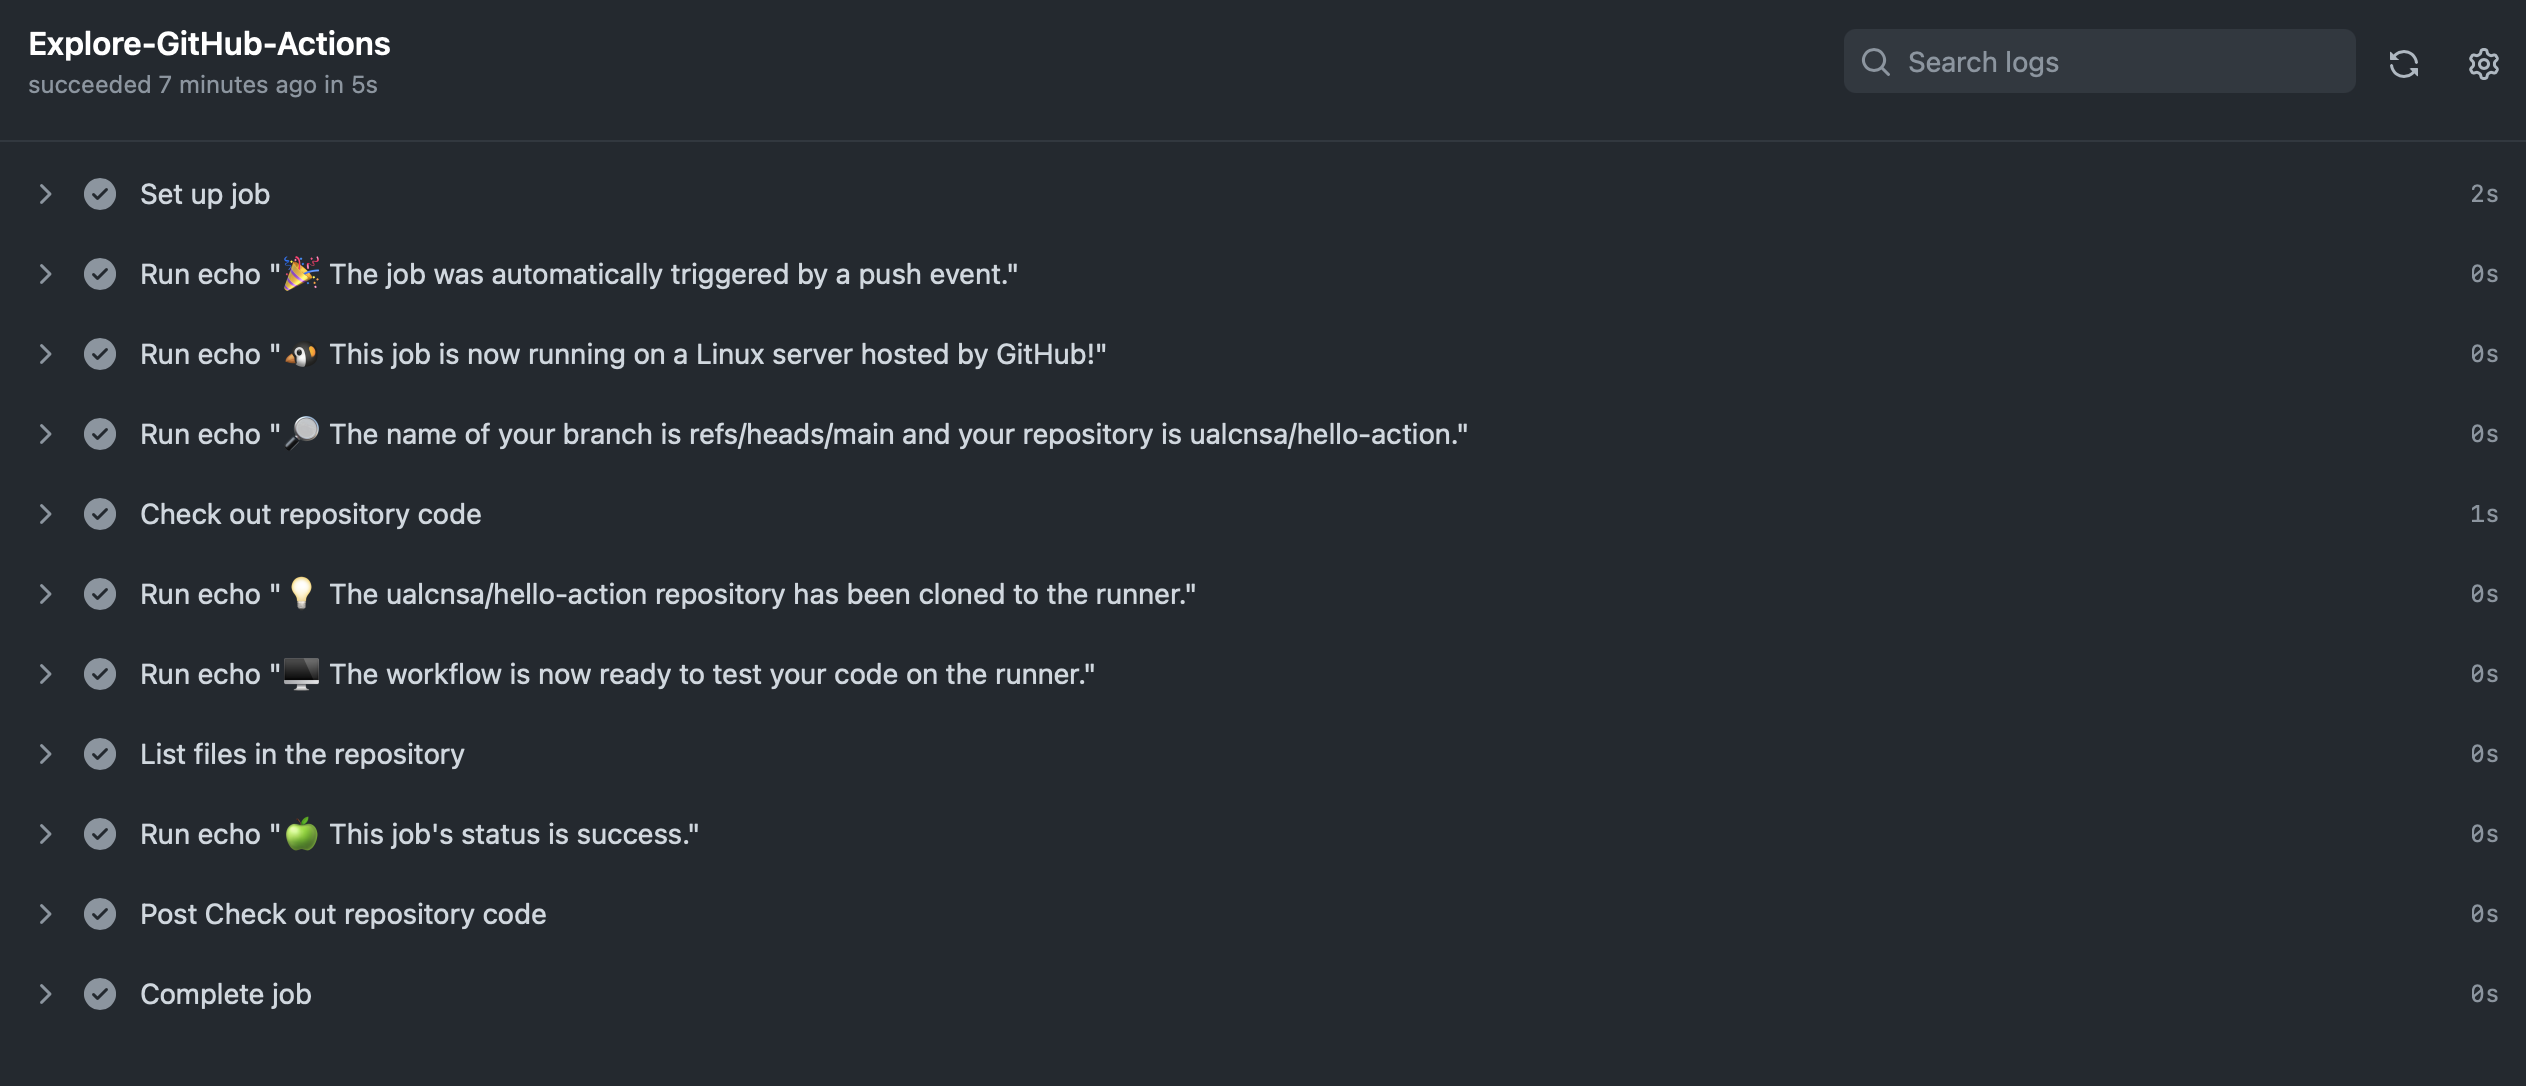 Explore-GitHub-Actions
succeeded 7 minutes ago in 5s
Search logs
Set up job 2s
Run echo "🎉 The job was automatically triggered by a push event." 0s
Run echo "🐧 This job is now running on a Linux server hosted by GitHub!" 0s
Run echo "🔎 The name of your branch is refs/heads/main and your repository is ualcnsa/hello-action." 0s
Check out repository code 1s
Run echo "💡 The ualcnsa/hello-action repository has been cloned to the runner." 0s
Run echo "🖥️ The workflow is now ready to test your code on the runner." 0s
List files in the repository 0s
Run echo "🍏 This job's status is success." 0s
Post Check out repository code 0s
Complete job 0s